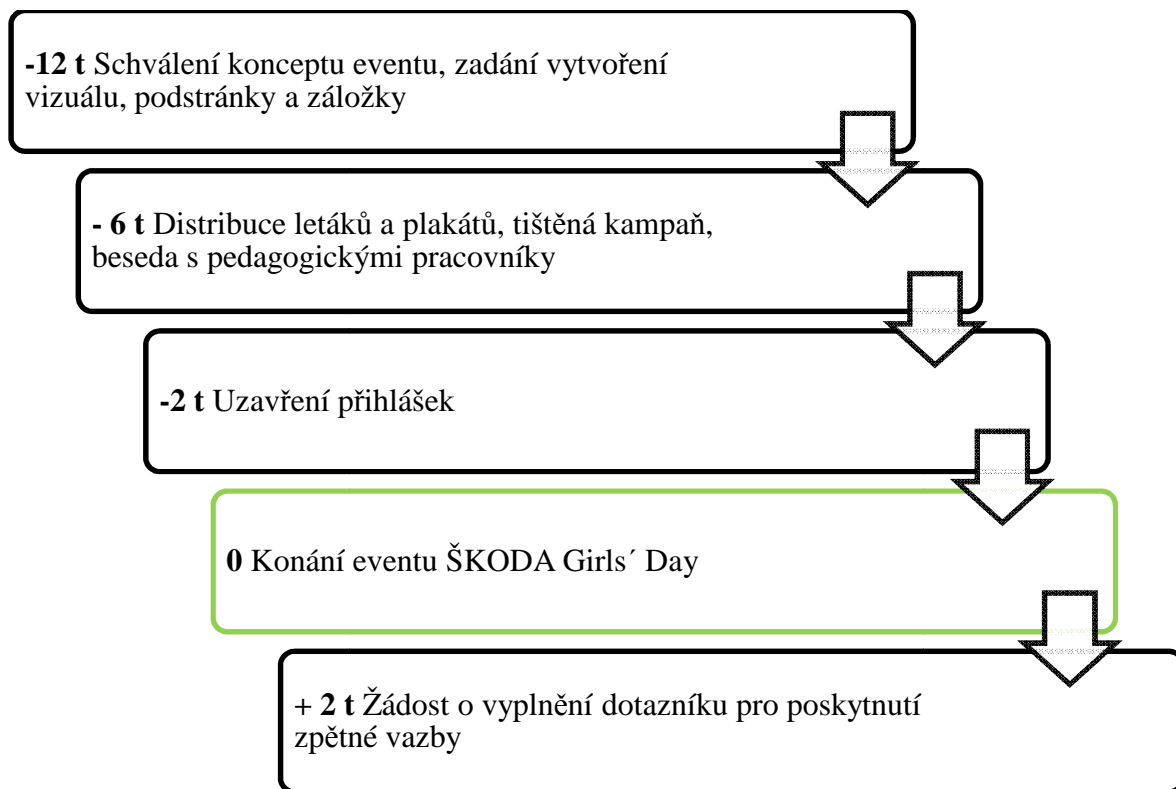 -12 t Schválení konceptu eventu, zadání vytvoření
vizuálu, podstránky a záložky
- 6 t Distribuce letáků a plakátů, tištěná kampaň,
beseda s pedagogickými pracovníky
-2 t Uzavření přihlášek
0 Konání eventu ŠKODA Girls´ Day
+ 2 t Žádost o vyplnění dotazníku pro poskytnutí
zpětné vazby